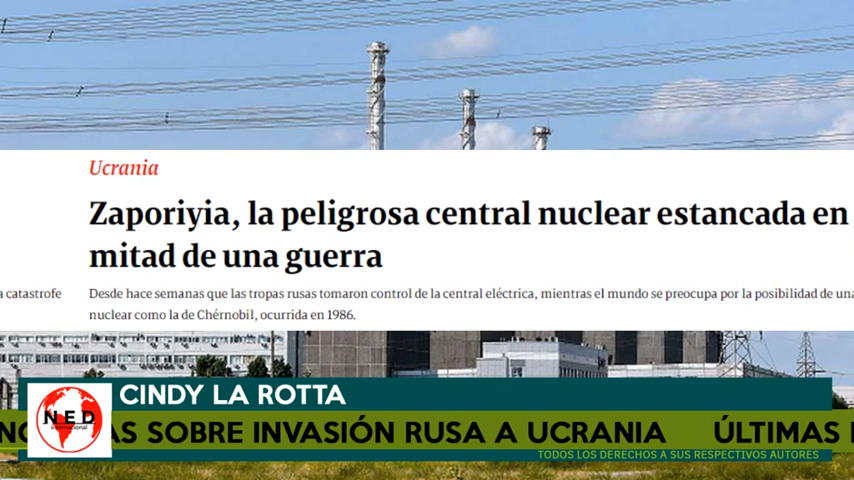 Ucrania
Zaporiyia, la peligrosa central nuclear estancada en
mitad de una guerra
a catastrofe
Desde hace semanas que las tropas rusas tomaron control de la central eléctrica, mientras el mundo se preocupa por la posibilidad de una
nuclear como la de Chérnobil, ocurrida en 1986.
CINDY LA ROTTA
NED
international
AS SOBRE INVASIÓN RUSA A UCRANIA ÚLTIMAS
TODOS LOS DERECHOS A SUS RESPECTIVOS AUTORES